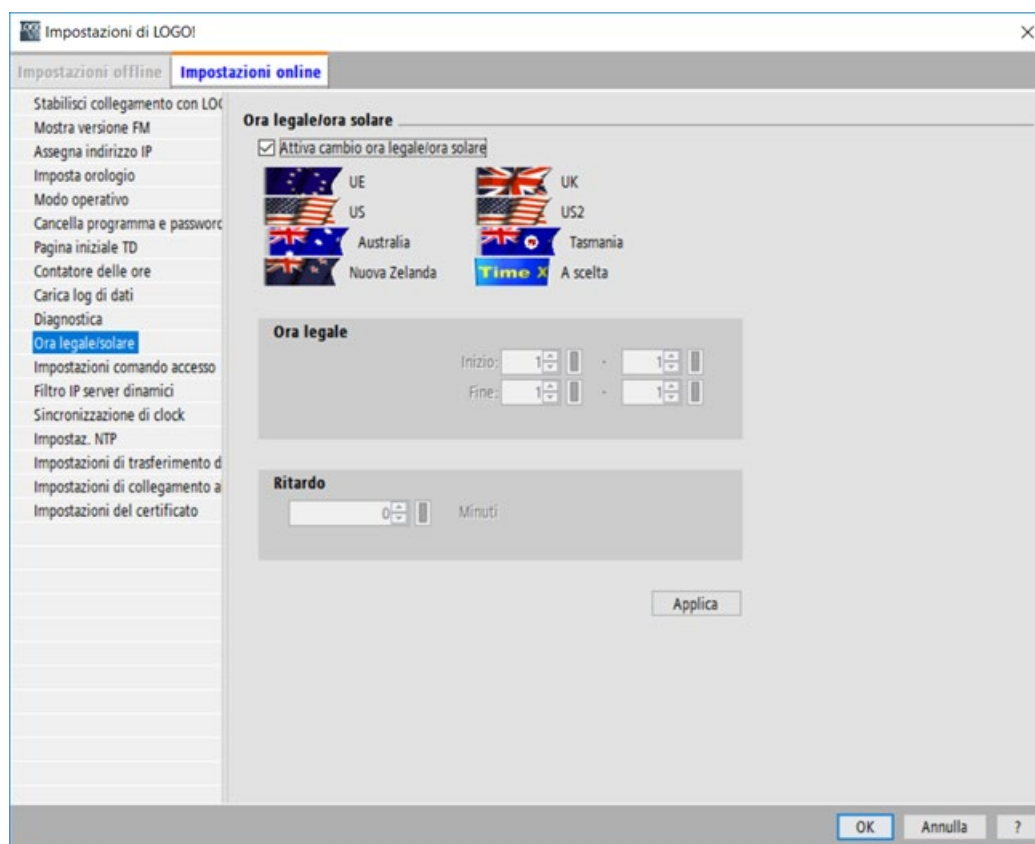 Impostazioni di LOGO!
Impostazioni offline
Impostazioni online
Stabilisci collegamento con LO
Mostra versione FM
Assegna indirizzo IP
Imposta orologio
Modo operativo
Cancella programma e password
Pagina iniziale TD
Contatore delle ore
Carica log di dati
Diagnostica
Ora legale/solare
Impostazioni comando accesso
Filtro IP server dinamici
Sincronizzazione di clock
Impostaz. NTP
Impostazioni di trasferimento d
Impostazioni di collegamento a
Impostazioni del certificato
Ora legale/ora solare
Attiva cambio ora legale/ora solare
UE
UK
US
US2
Australia
Tasmania
Nuova Zelanda
Time X
A scelta
Ora legale
Inizio: 1 - 1
Fine: 1 - 1
Ritardo
0 Minuti
Applica
OK
Annulla
?